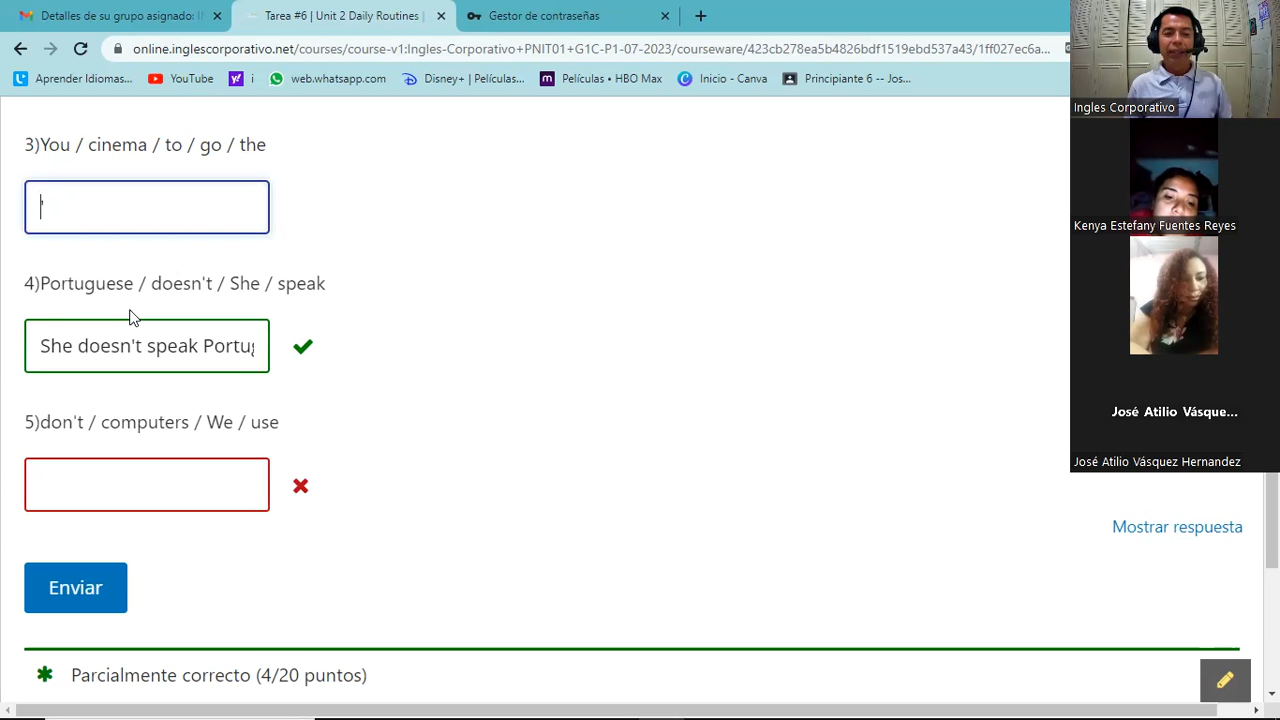 Detalles de su grupo asignado: I
Tarea #6 | Unit 2 Daily Routines |
Gestor de contraseñas
online.inglescorporativo.net/courses/course-v1:Ingles-Corporativo+PNIT01+G1C-P1-07-2023/courseware/423cb278ea5b4826bdf1519ebd537a43/1ff027ec6a...
Aprender Idiomas...
YouTube
i
web.whatsapp.com
Disney+ | Películas...
Películas • HBO Max
Inicio - Canva
Principiante 6 -- Jos...
3)You / cinema / to / go / the
'
4)Portuguese / doesn't / She / speak
She doesn't speak Portug
5)don't / computers / We / use
Mostrar respuesta
Enviar
Parcialmente correcto (4/20 puntos)
Ingles Corporativo
Kenya Estefany Fuentes Reyes
José Atilio Vásque...
José Atilio Vásquez Hernandez